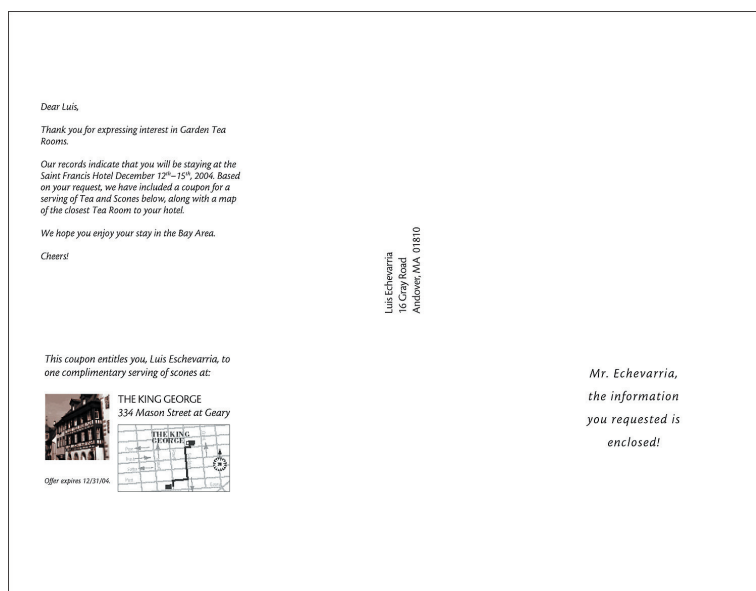 Dear Luis,
Thank you for expressing interest in Garden Tea
Rooms.
Our records indicate that you will be staying at the
Saint Francis Hotel December 12th–15th, 2004. Based
on your request, we have included a coupon for a
serving of Tea and Scones below, along with a map
of the closest Tea Room to your hotel.
We hope you enjoy your stay in the Bay Area.
Cheers!
This coupon entitles you, Luis Eschevarria, to
one complimentary serving of scones at:
THE KING GEORGE
334 Mason Street at Geary
THE KING
GEORGE
Post
Offer expires 12/31/04.
Luis Echevarria
16 Gray Road
Andover, MA 01810
Mr. Echevarria,
the information
you requested is
enclosed!